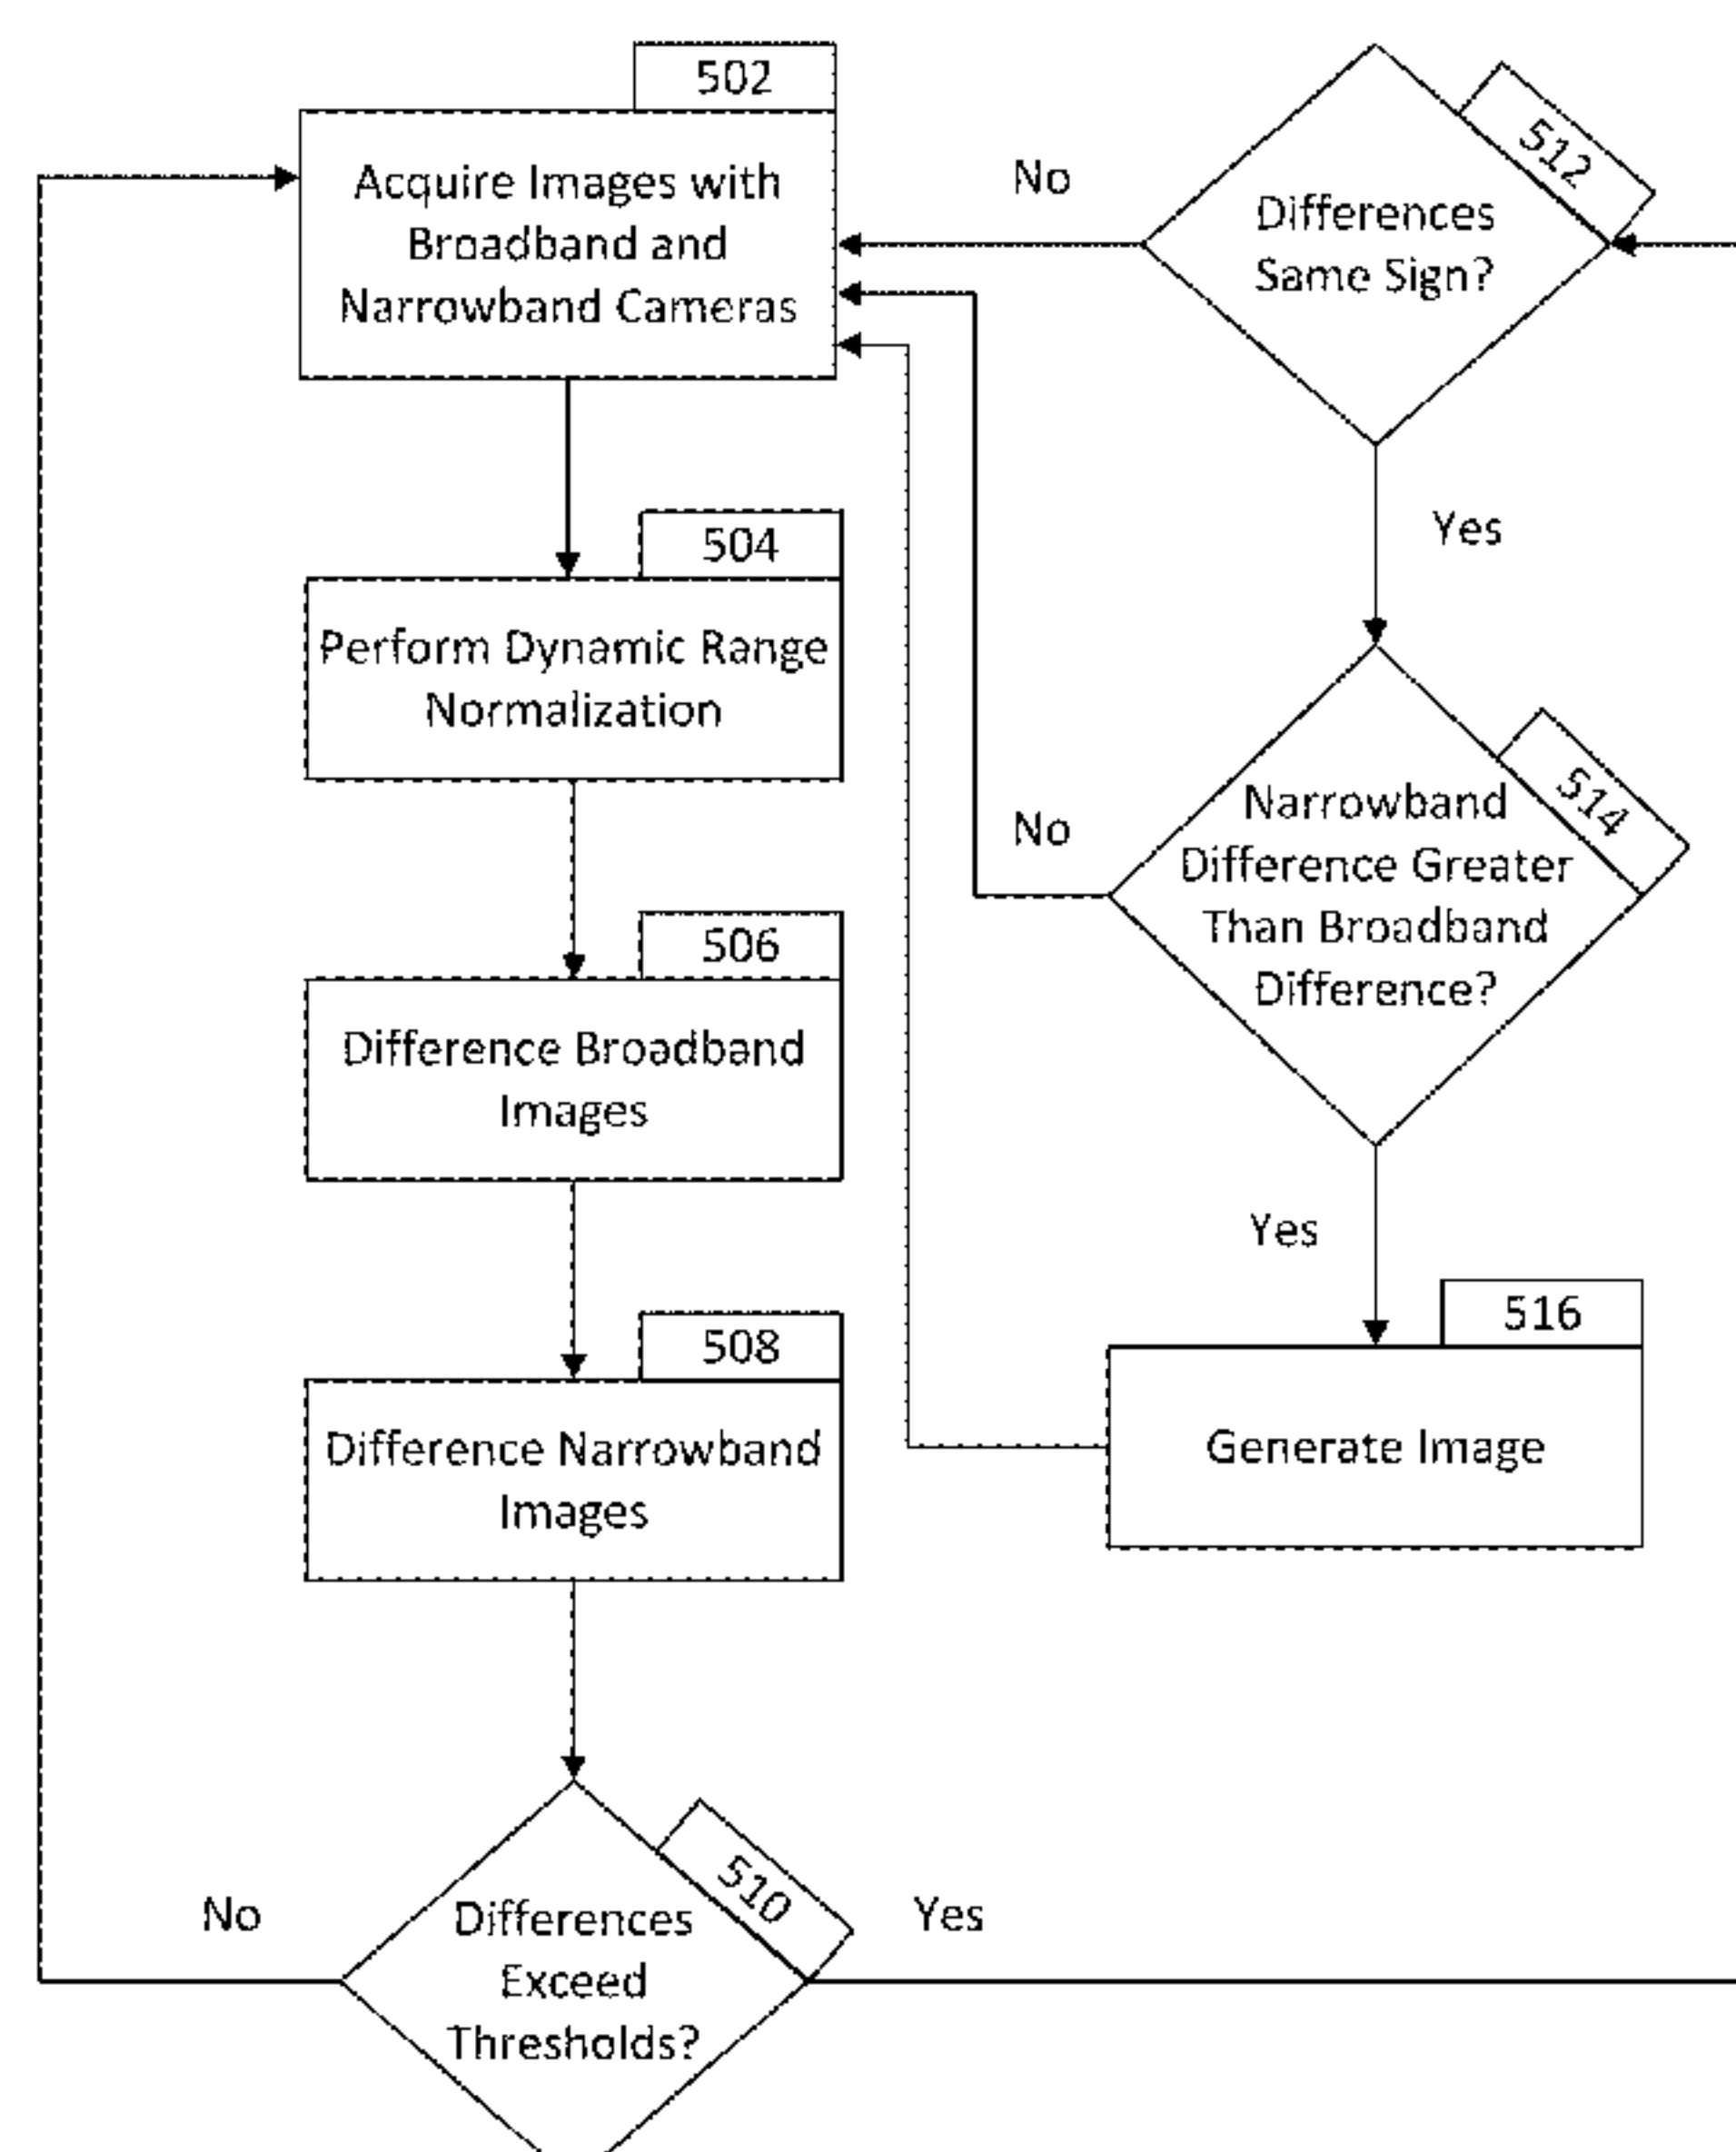 502
Acquire Images with
Broadband and
Narrowband Cameras
504
Perform Dynamic Range
Normalization
506
Difference Broadband
Images
508
Difference Narrowband
Images
510
Differences
Exceed
Thresholds?
No
Yes
512
Differences
Same Sign?
No
Yes
514
Narrowband
Difference Greater
Than Broadband
Difference?
No
Yes
516
Generate Image